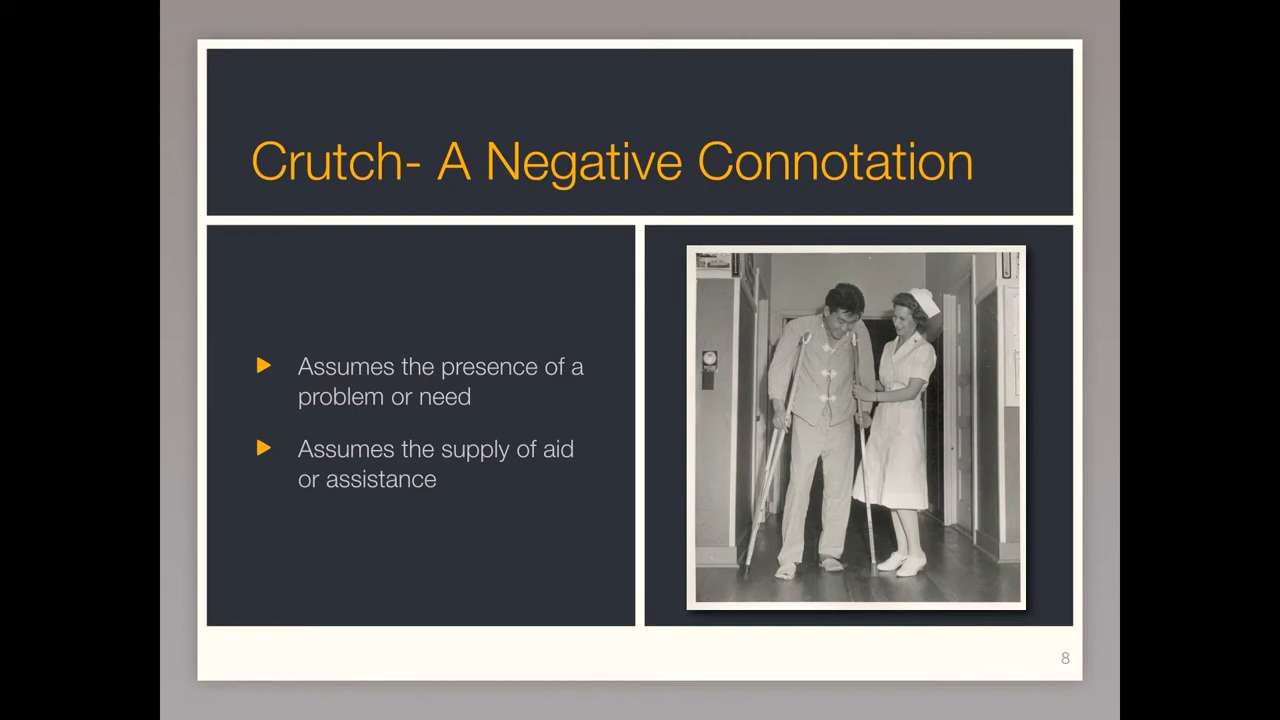 Crutch- A Negative Connotation
Assumes the presence of a
problem or need
Assumes the supply of aid
or assistance
8